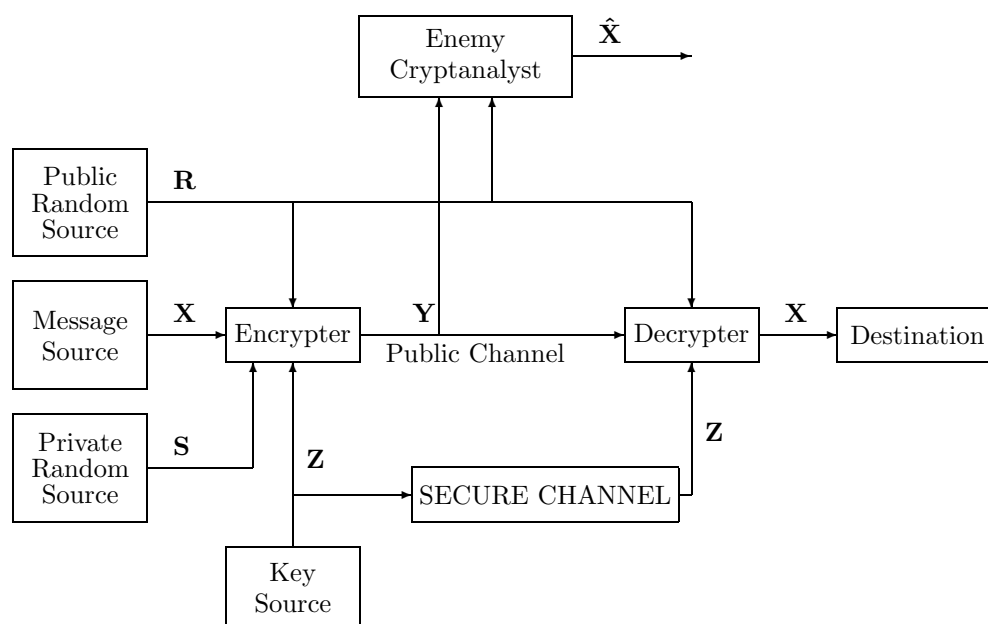 Enemy
Cryptanalyst
X̂
Public
Random
Source
R
Message
Source
X
Encrypter
Y
Public Channel
Decrypter
X
Destination
Private
Random
Source
S
Z
SECURE CHANNEL
Z
Key
Source